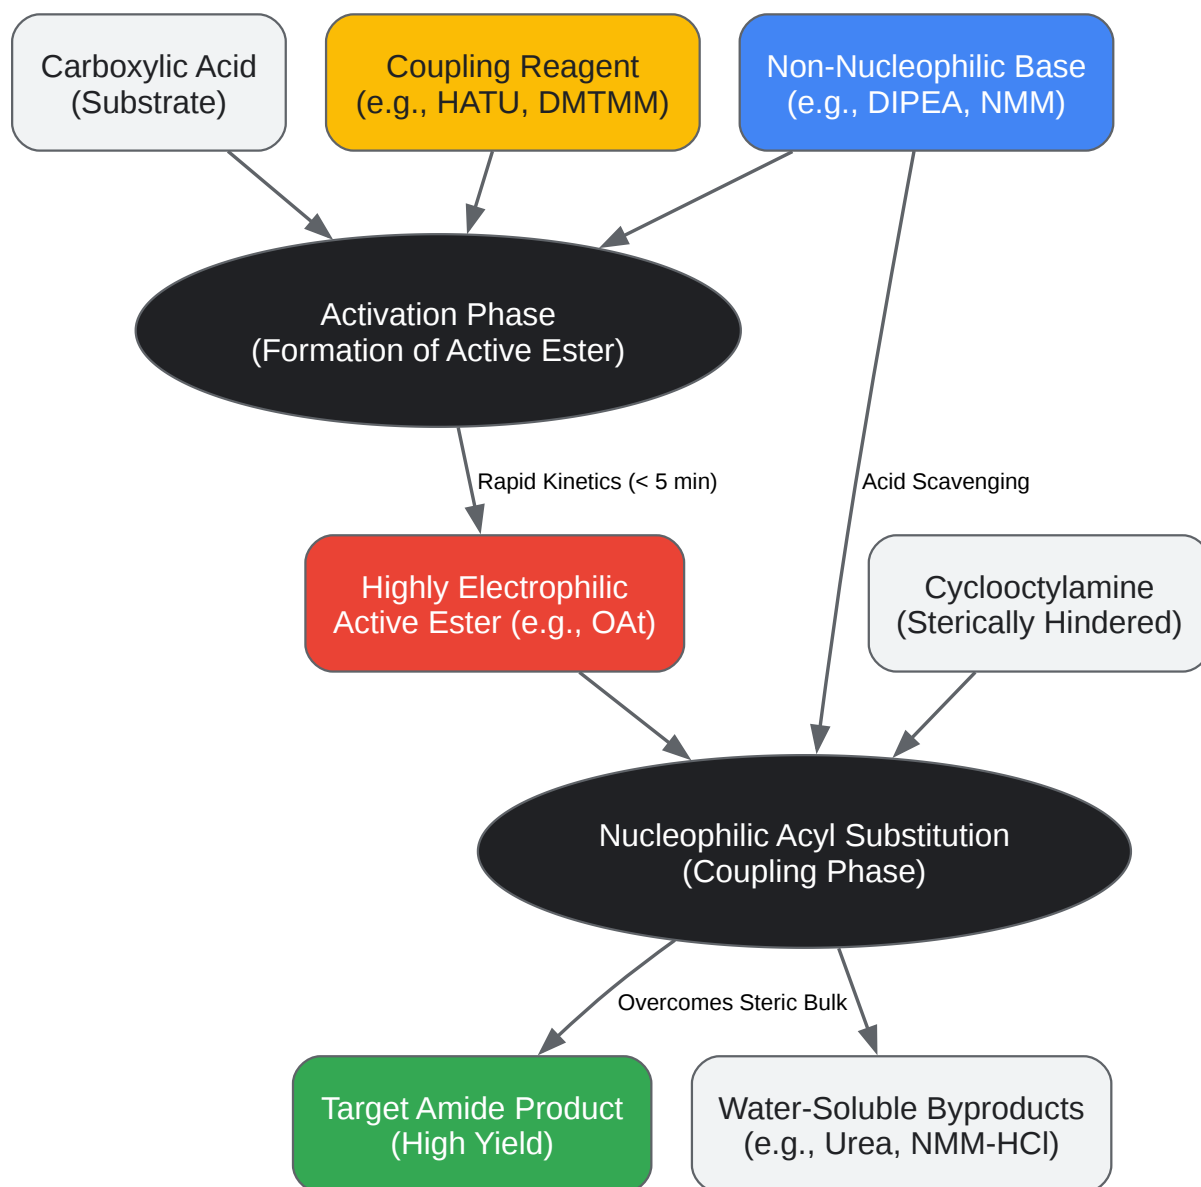 Carboxylic Acid
(Substrate)
Coupling Reagent
(e.g., HATU, DMTMM)
Non-Nucleophilic Base
(e.g., DIPEA, NMM)
Activation Phase
(Formation of Active Ester)
Rapid Kinetics (< 5 min)
Acid Scavenging
Highly Electrophilic
Active Ester (e.g., OAt)
Cyclooctylamine
(Sterically Hindered)
Nucleophilic Acyl Substitution
(Coupling Phase)
Overcomes Steric Bulk
Target Amide Product
(High Yield)
Water-Soluble Byproducts
(e.g., Urea, NMM-HCl)